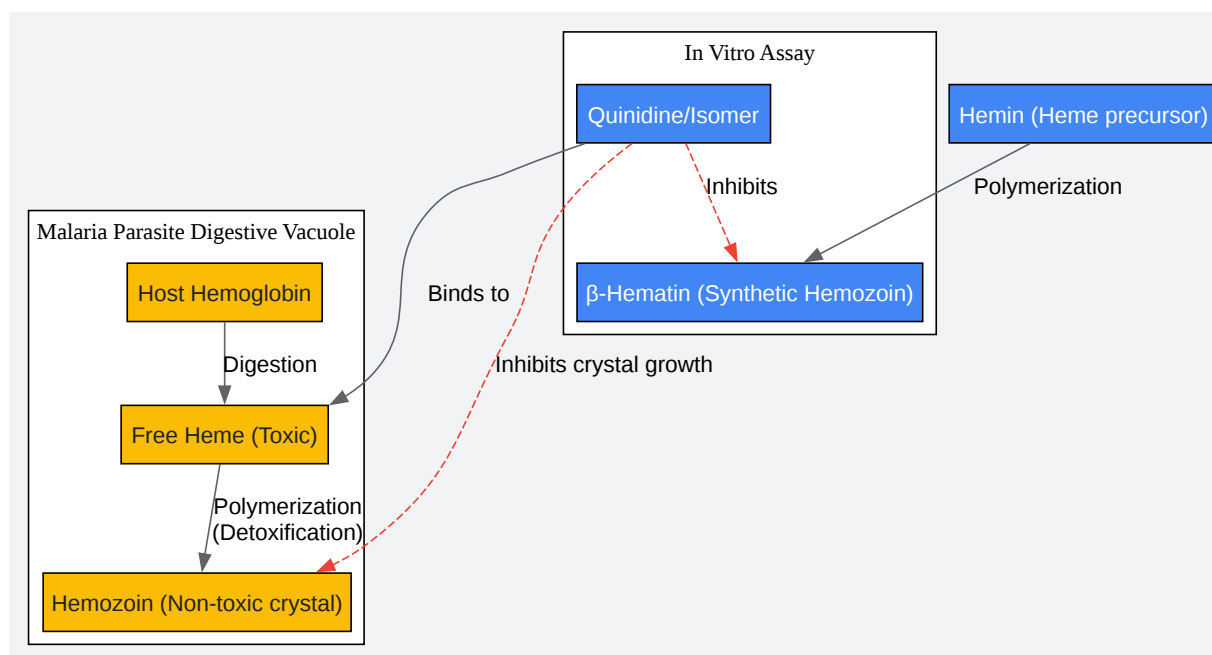 In Vitro Assay
Quinidine/Isomer
Hemin (Heme precursor)
Inhibits
Polymerization
Malaria Parasite Digestive Vacuole
Host Hemoglobin
β-Hematin (Synthetic Hemozoin)
Binds to
Digestion
Inhibits crystal growth
Free Heme (Toxic)
Polymerization
(Detoxification)
Hemozoin (Non-toxic crystal)